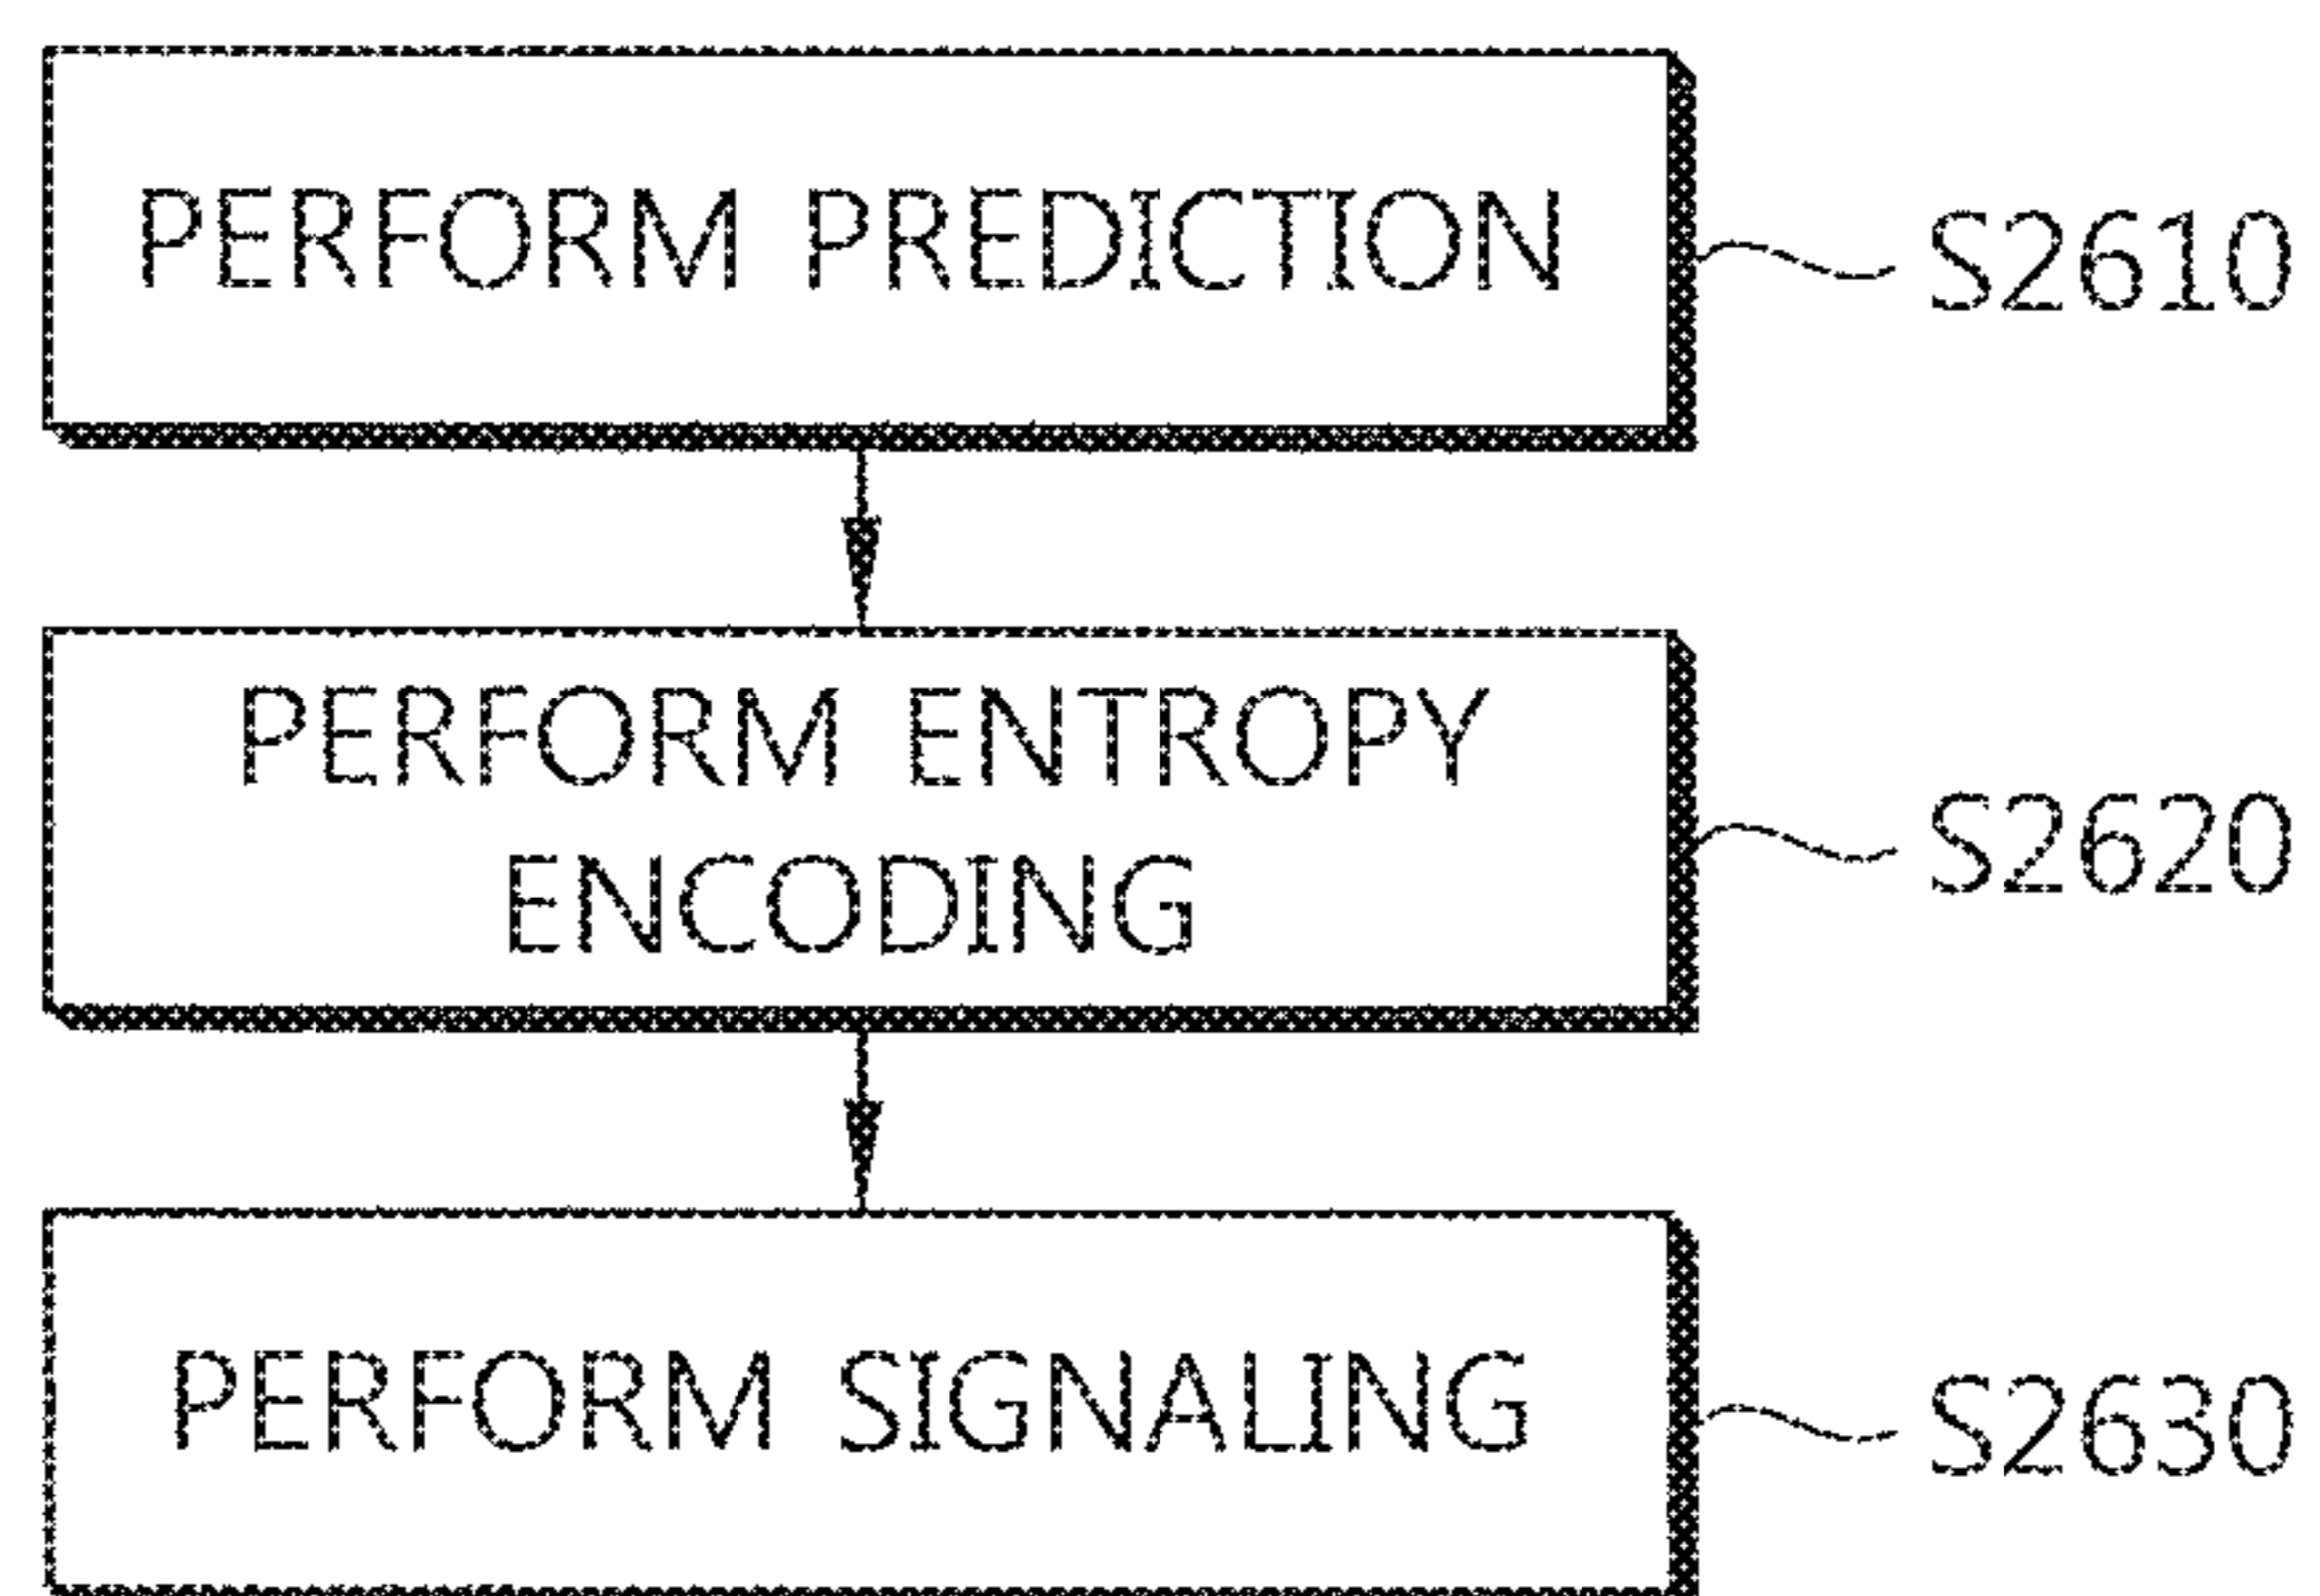 PERFORM PREDICTION
S2610
PERFORM ENTROPY
ENCODING
S2620
PERFORM SIGNALING
S2630